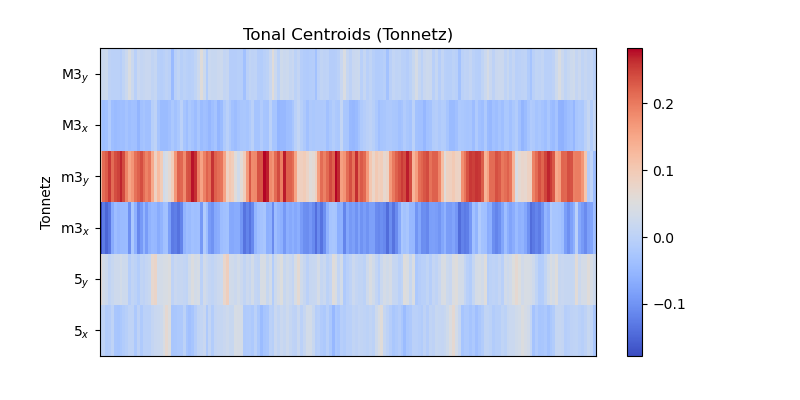 Tonal Centroids (Tonnetz)
Tonnetz
M3y
M3x
m3y
m3x
5y
5x
0.2
0.1
0.0
−0.1